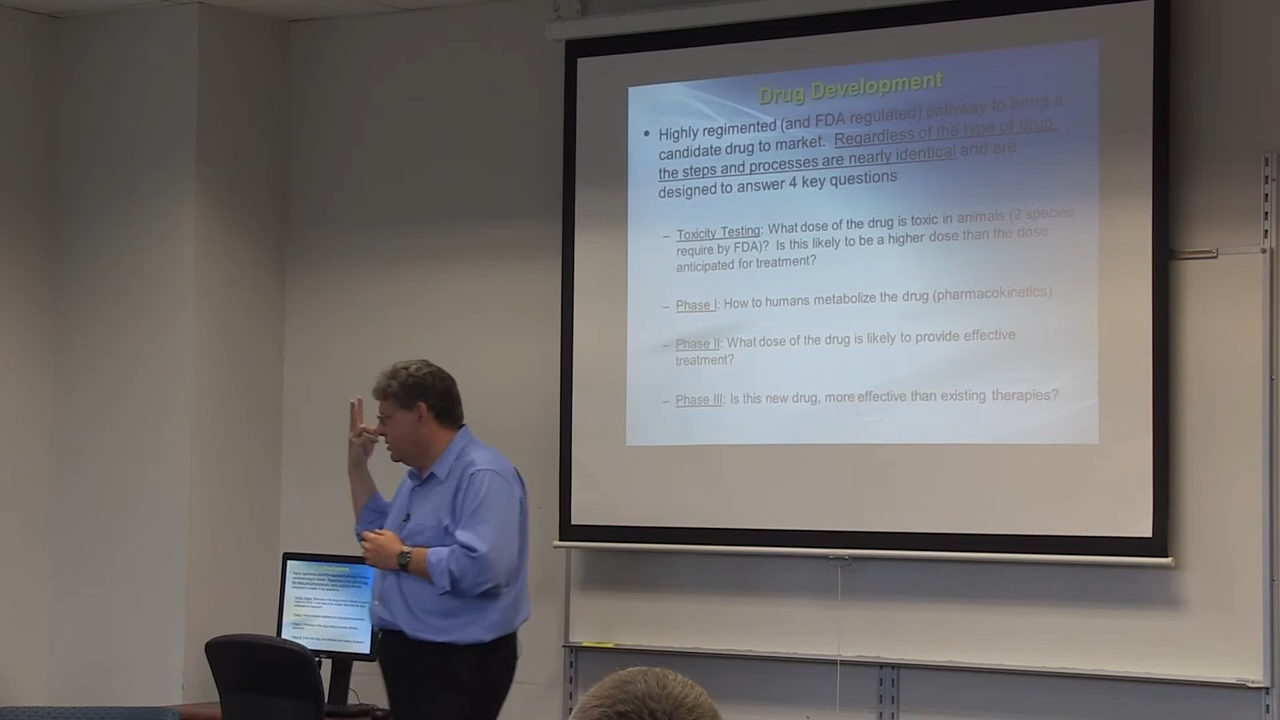 Drug Development
• Highly regimented (and FDA regulated) pathway to bring a
candidate drug to market. Regardless of the type of drug,
the steps and processes are nearly identical and are
designed to answer 4 key questions
– Toxicity Testing: What dose of the drug is toxic in animals (2 species
require by FDA)? Is this likely to be a higher dose than the dose
anticipated for treatment?
– Phase I: How to humans metabolize the drug (pharmacokinetics)
– Phase II: What dose of the drug is likely to provide effective
treatment?
– Phase III: Is this new drug, more effective than existing therapies?